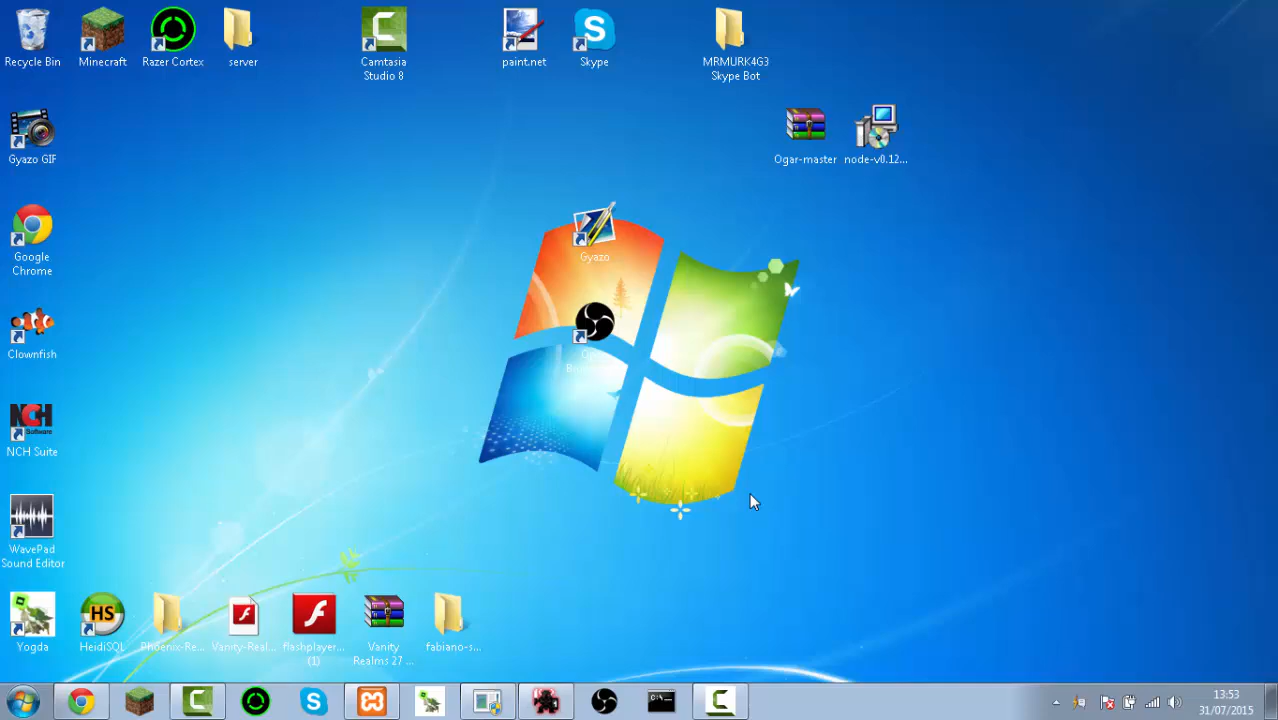 Recycle Bin
Minecraft
Razer Cortex
server
Camtasia
Studio 8
paint.net
Skype
MRMURK4G3
Skype Bot
Gyazo GIF
Ogar-master
node-v0.12...
Google
Chrome
Gyazo
Clownfish
NCH
Software
NCH Suite
WavePad
Sound Editor
HS
Yogda
HeidiSQL
Phoenix-Re...
Vanity-Real...
flashplayer...
(1)
Vanity
Realms 27 ...
fabiano-s...
13:53
31/07/2015